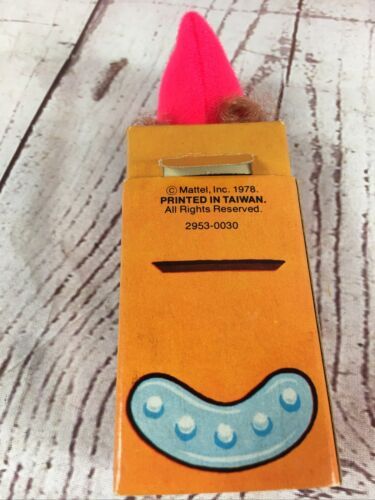 © Mattel, Inc. 1978.
PRINTED IN TAIWAN.
All Rights Reserved.
2953-0030